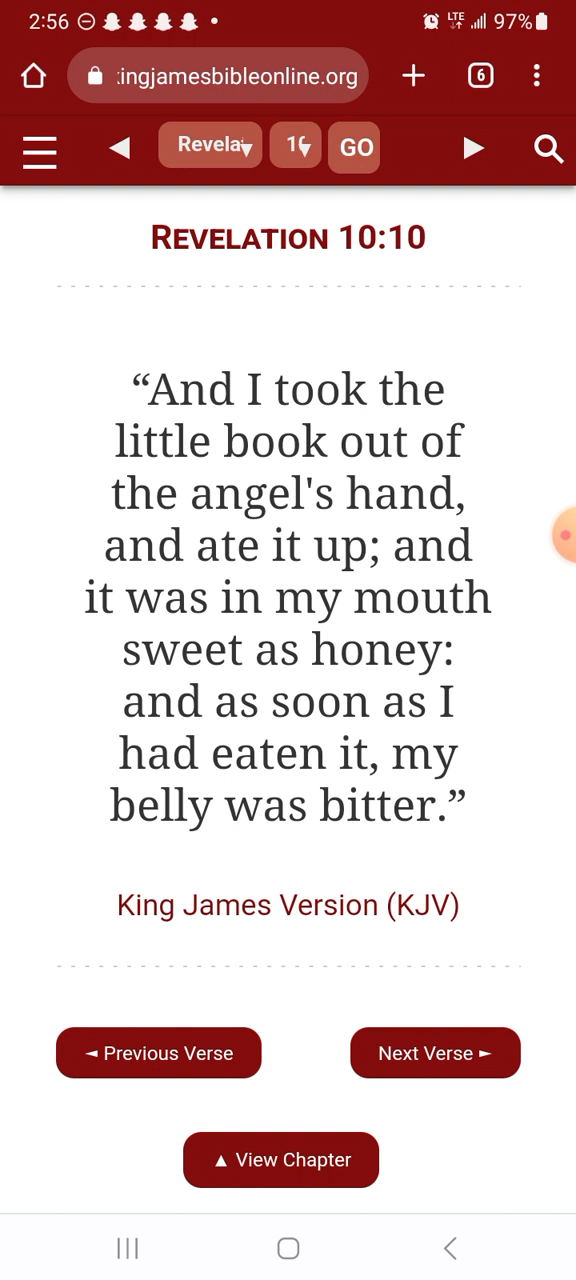 2:56 LTE 97%
:ingjamesbibleonline.org 6
Revela GO
REVELATION 10:10
“And I took the
little book out of
the angel's hand,
and ate it up; and
it was in my mouth
sweet as honey:
and as soon as I
had eaten it, my
belly was bitter.”
King James Version (KJV)
◄ Previous Verse Next Verse ►
▲ View Chapter